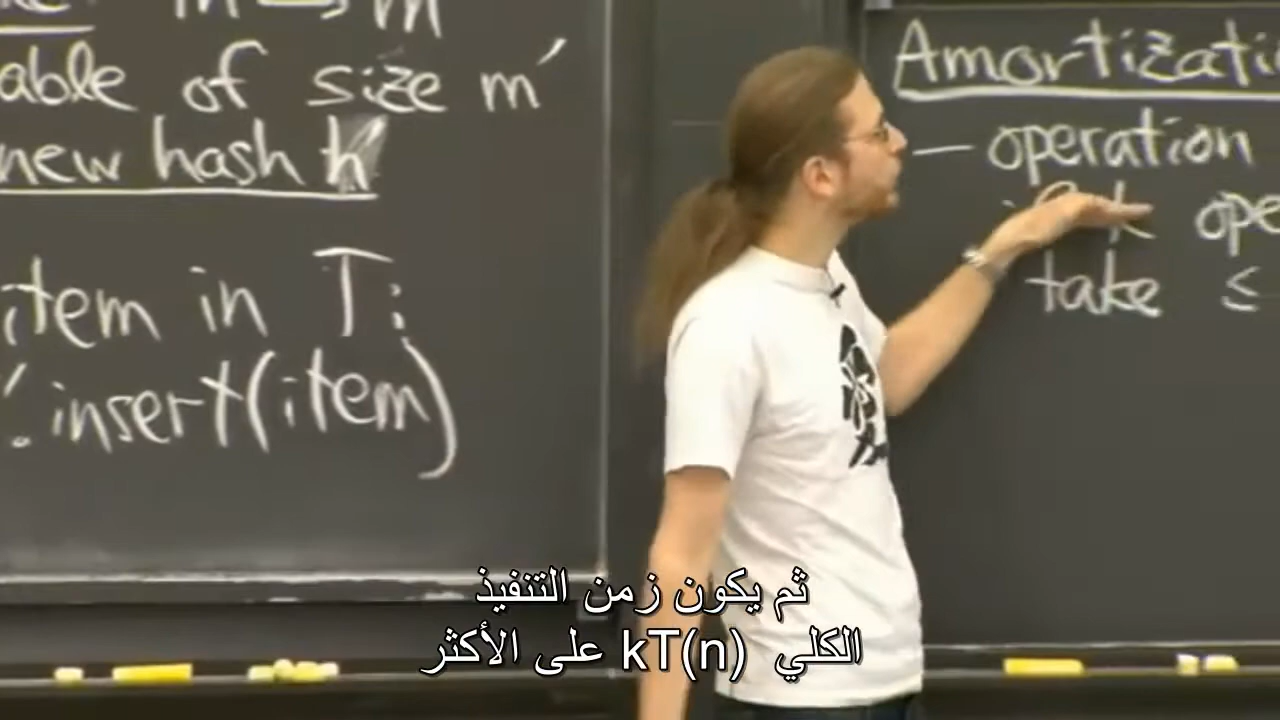 able of size m′
new hash h
item in T:
′.insert(item)
Amortizati
— operation
k ope
take ≤
ثم يكون زمن التنفيذ
الكلي kT(n) على الأكثر